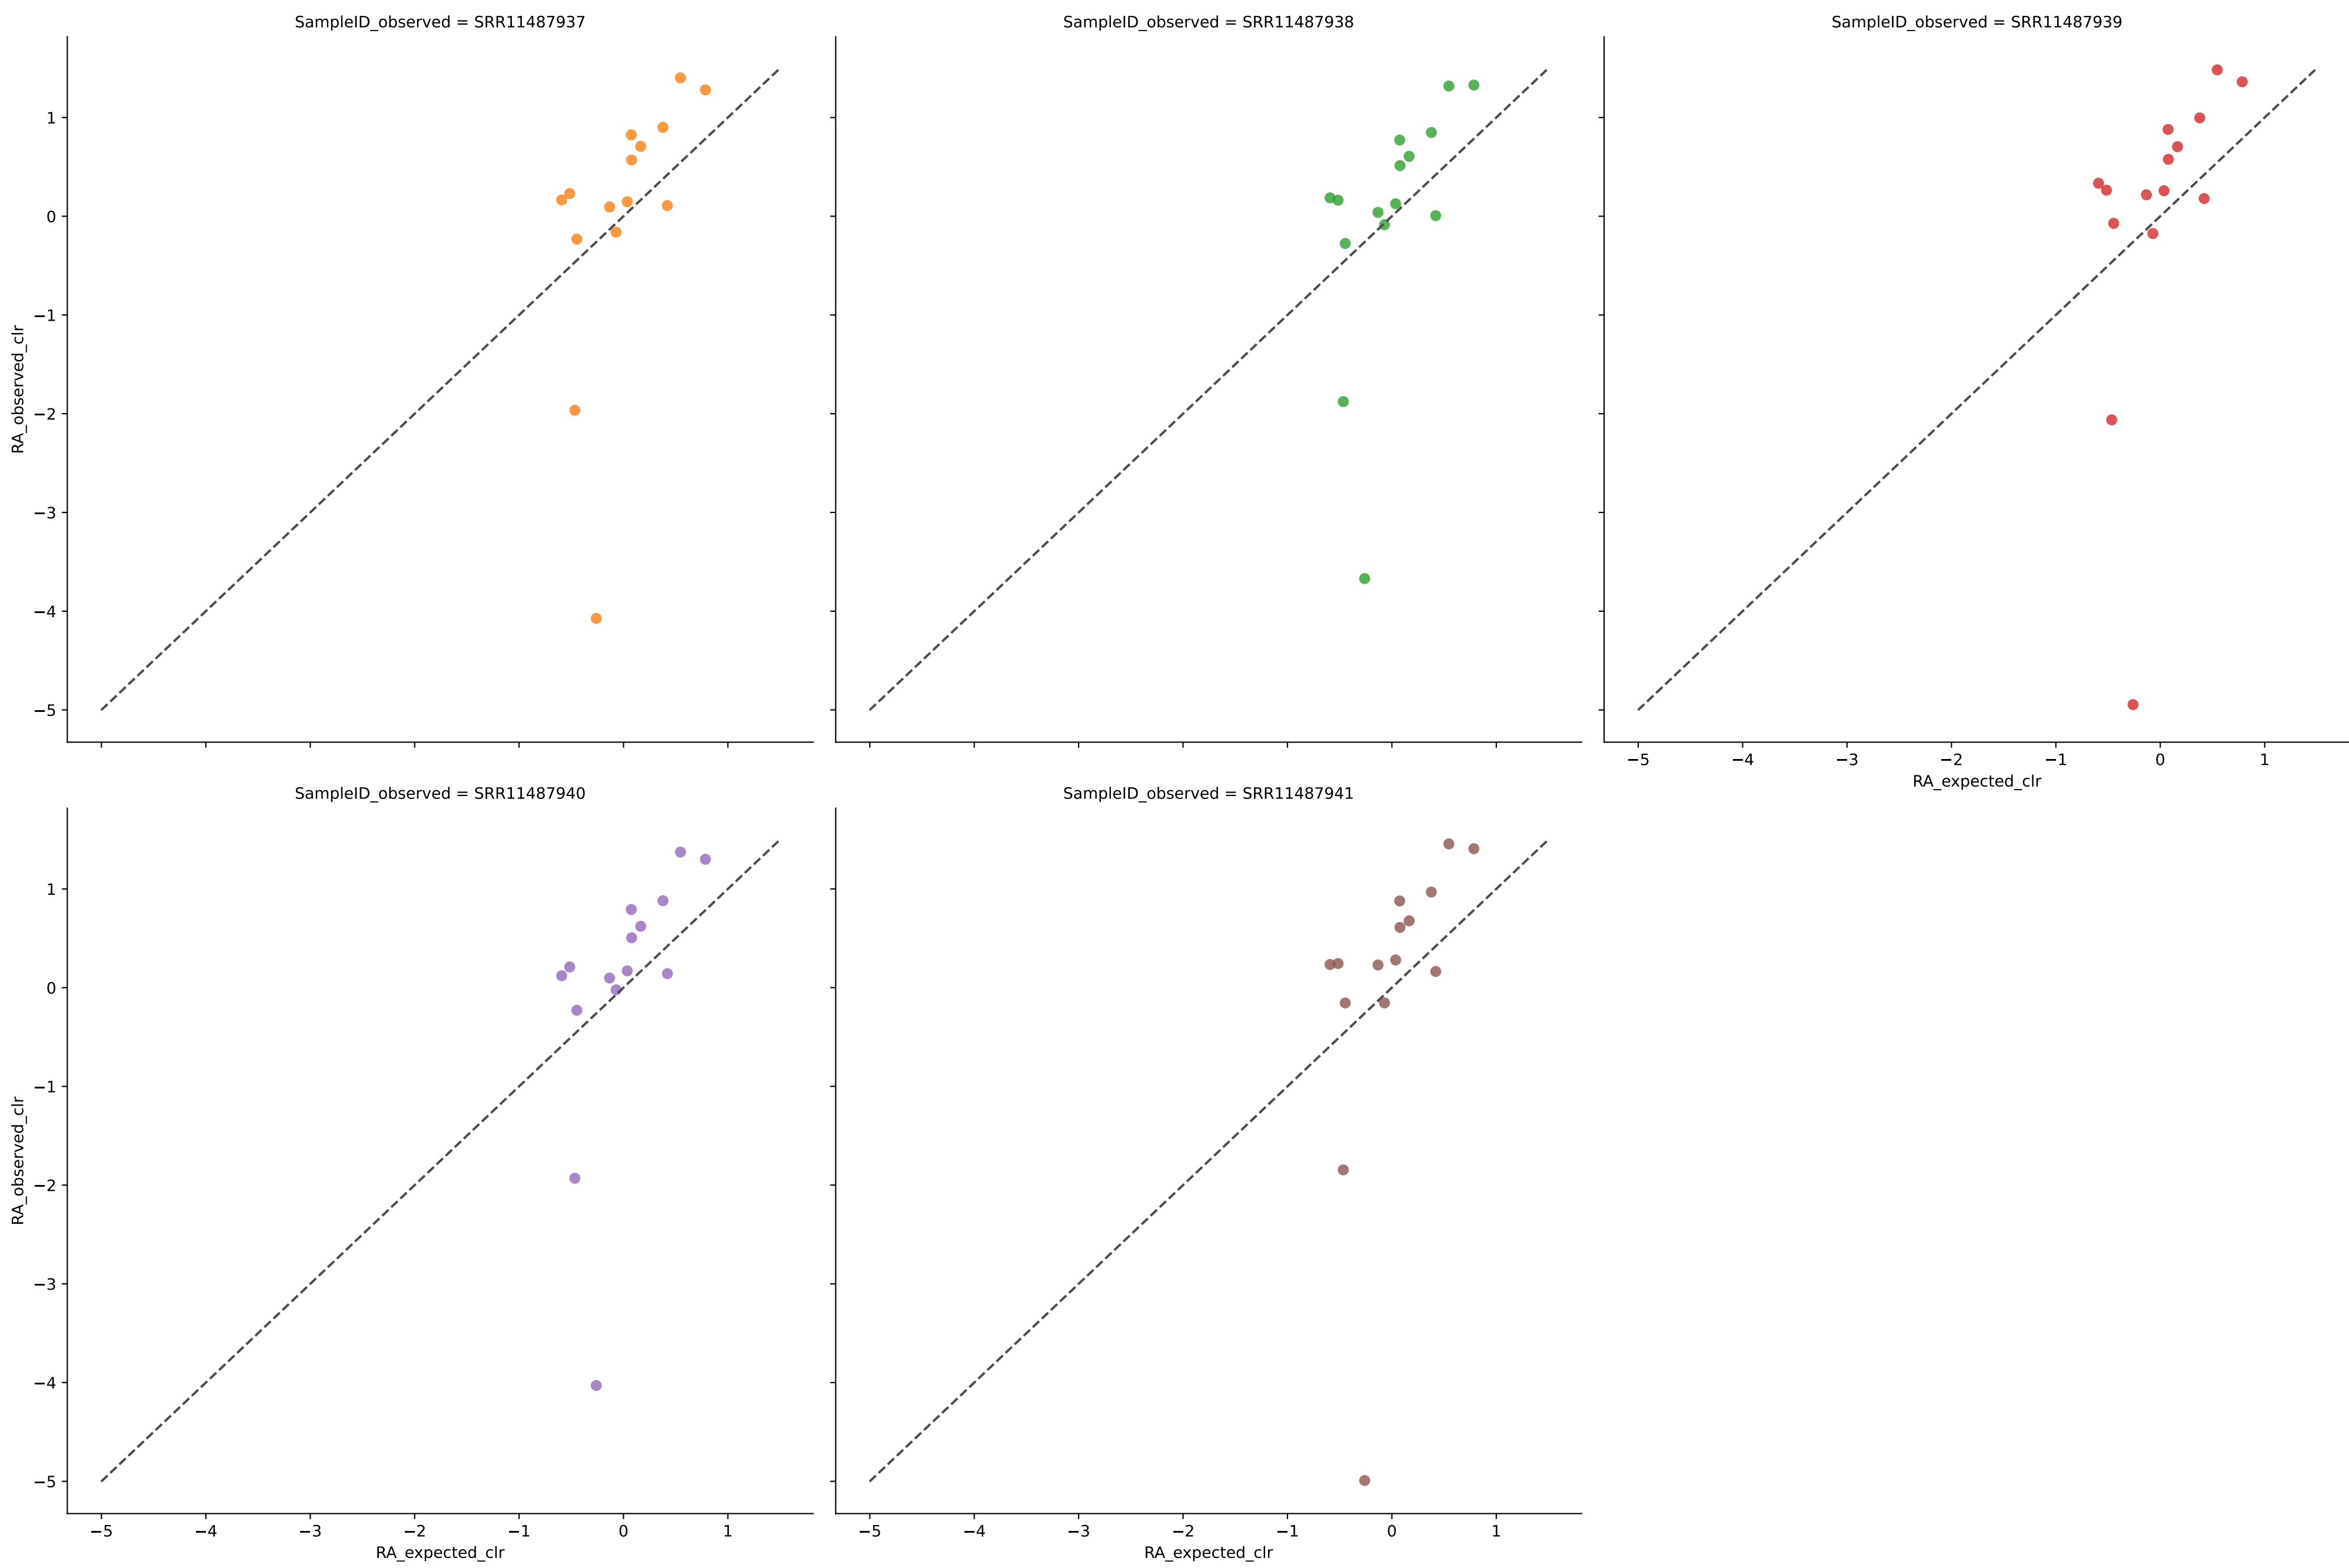 SampleID_observed = SRR11487937
SampleID_observed = SRR11487938
SampleID_observed = SRR11487939
1
0
−1
−2
−3
−4
−5
RA_observed_clr
−5 −4 −3 −2 −1 0 1
RA_expected_clr
SampleID_observed = SRR11487940
SampleID_observed = SRR11487941
1
0
−1
−2
−3
−4
−5
RA_observed_clr
−5 −4 −3 −2 −1 0 1
RA_expected_clr
−5 −4 −3 −2 −1 0 1
RA_expected_clr